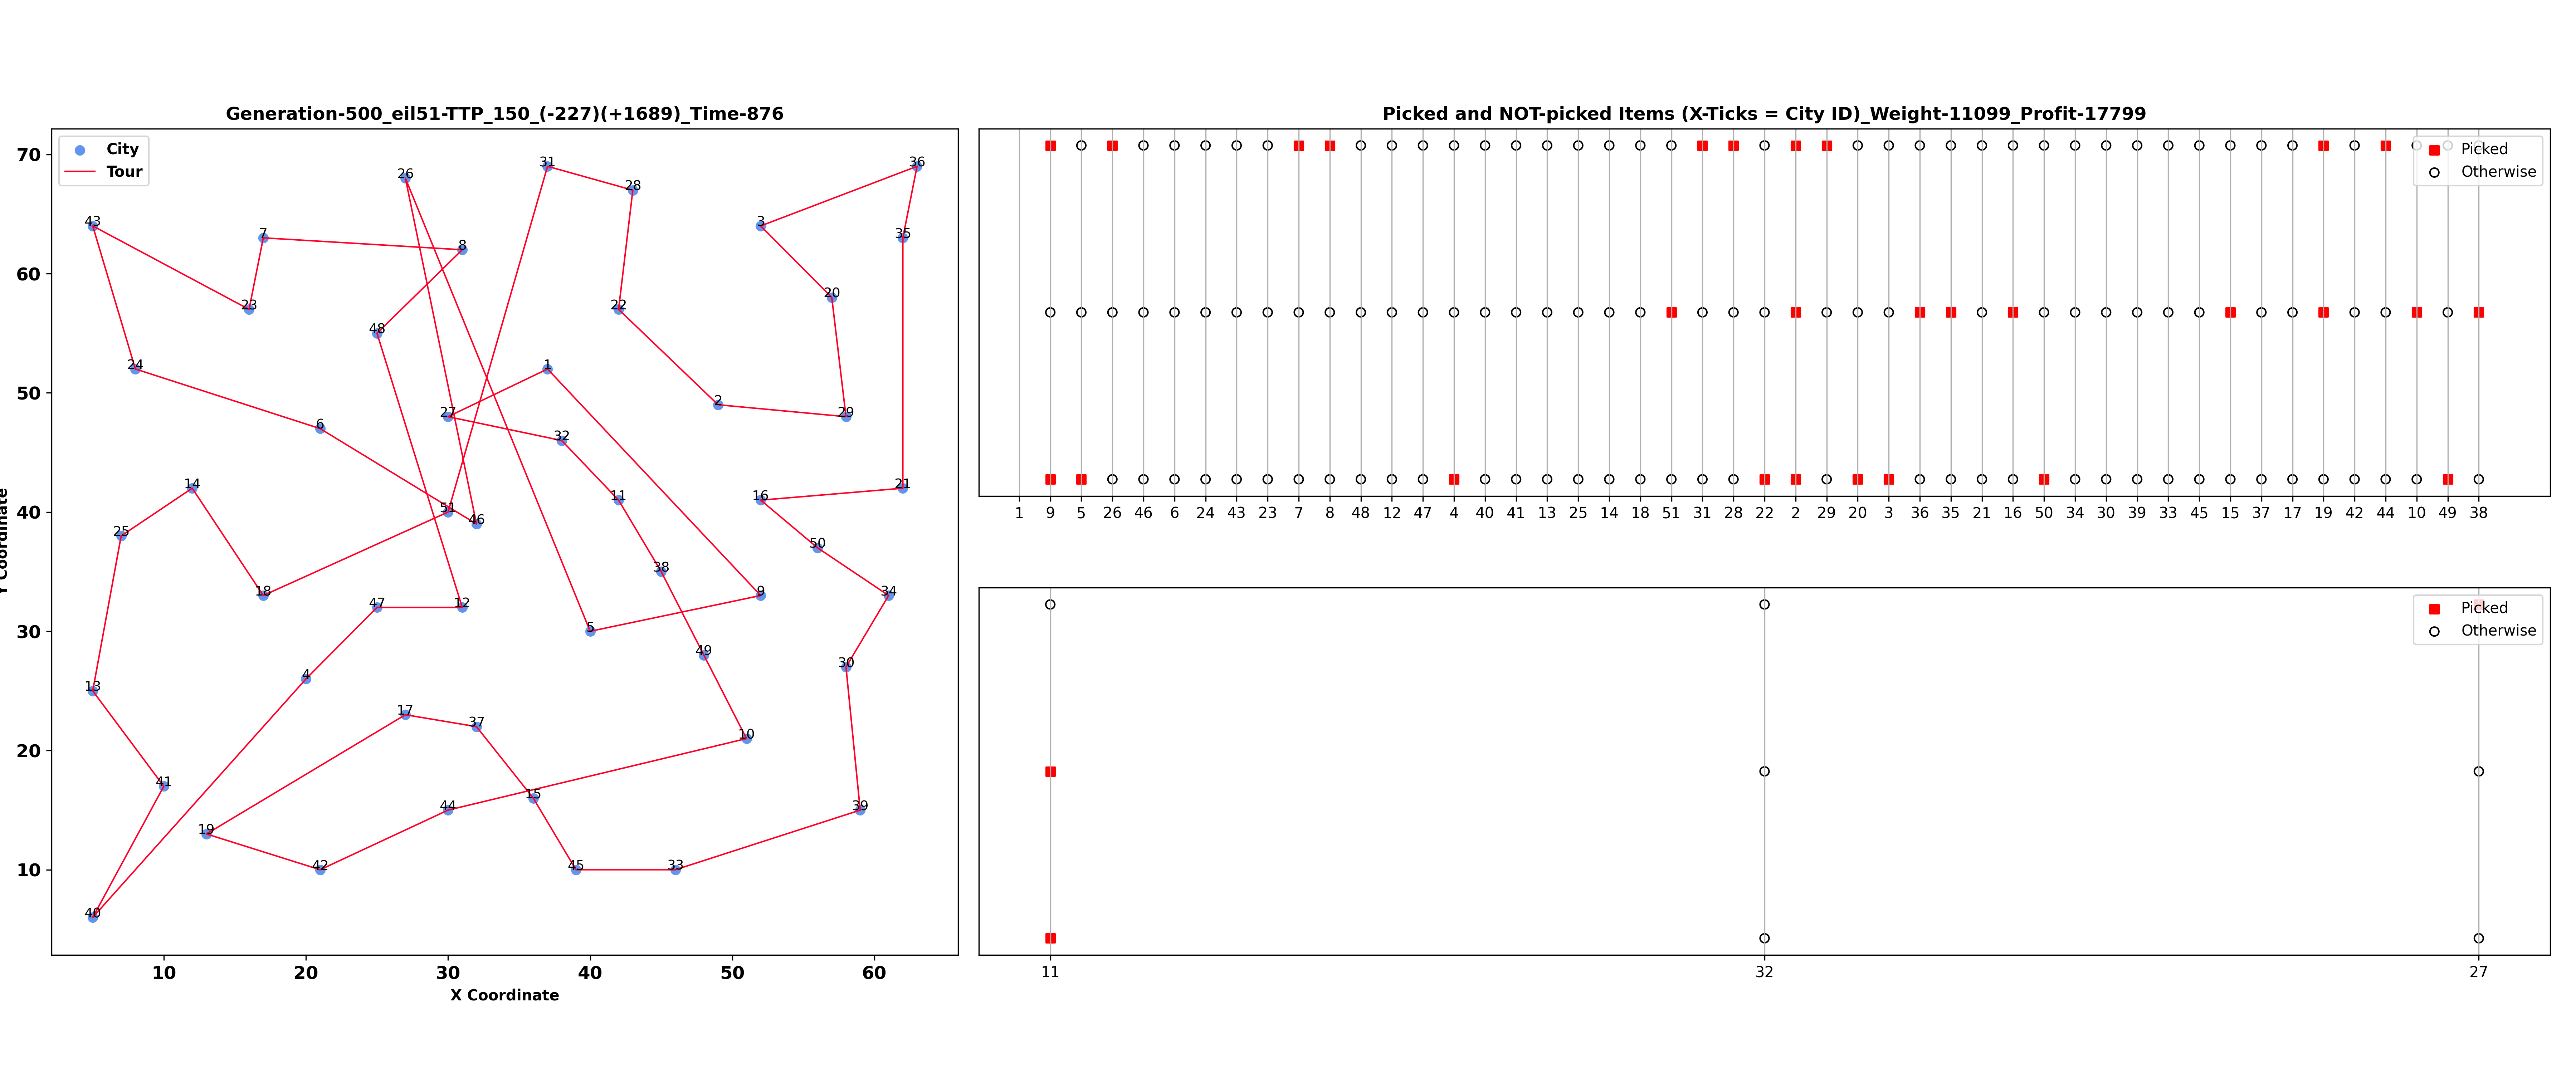 Generation-500_eil51-TTP_150_(-227)(+1689)_Time-876
City
Tour
70
60
50
40
30
20
10
Y Coordinate
10 20 30 40 50 60
X Coordinate
26 31 36
28
43 7 8 3 35
23 48 22 20
24 1
27 2 29
6 32
14 51 46 11 16 21
25 38 50
18 47 12 9 34
5
13 4 49 30
17 37 10
41 44 15 39
19
42 45 33
40
Picked and NOT-picked Items (X-Ticks = City ID)_Weight-11099_Profit-17799
Picked
Otherwise
1 9 5 26 46 6 24 43 23 7 8 48 12 47 4 40 41 13 25 14 18 51 31 28 22 2 29 20 3 36 35 21 16 50 34 30 39 33 45 15 37 17 19 42 44 10 49 38
Picked
Otherwise
11 32 27